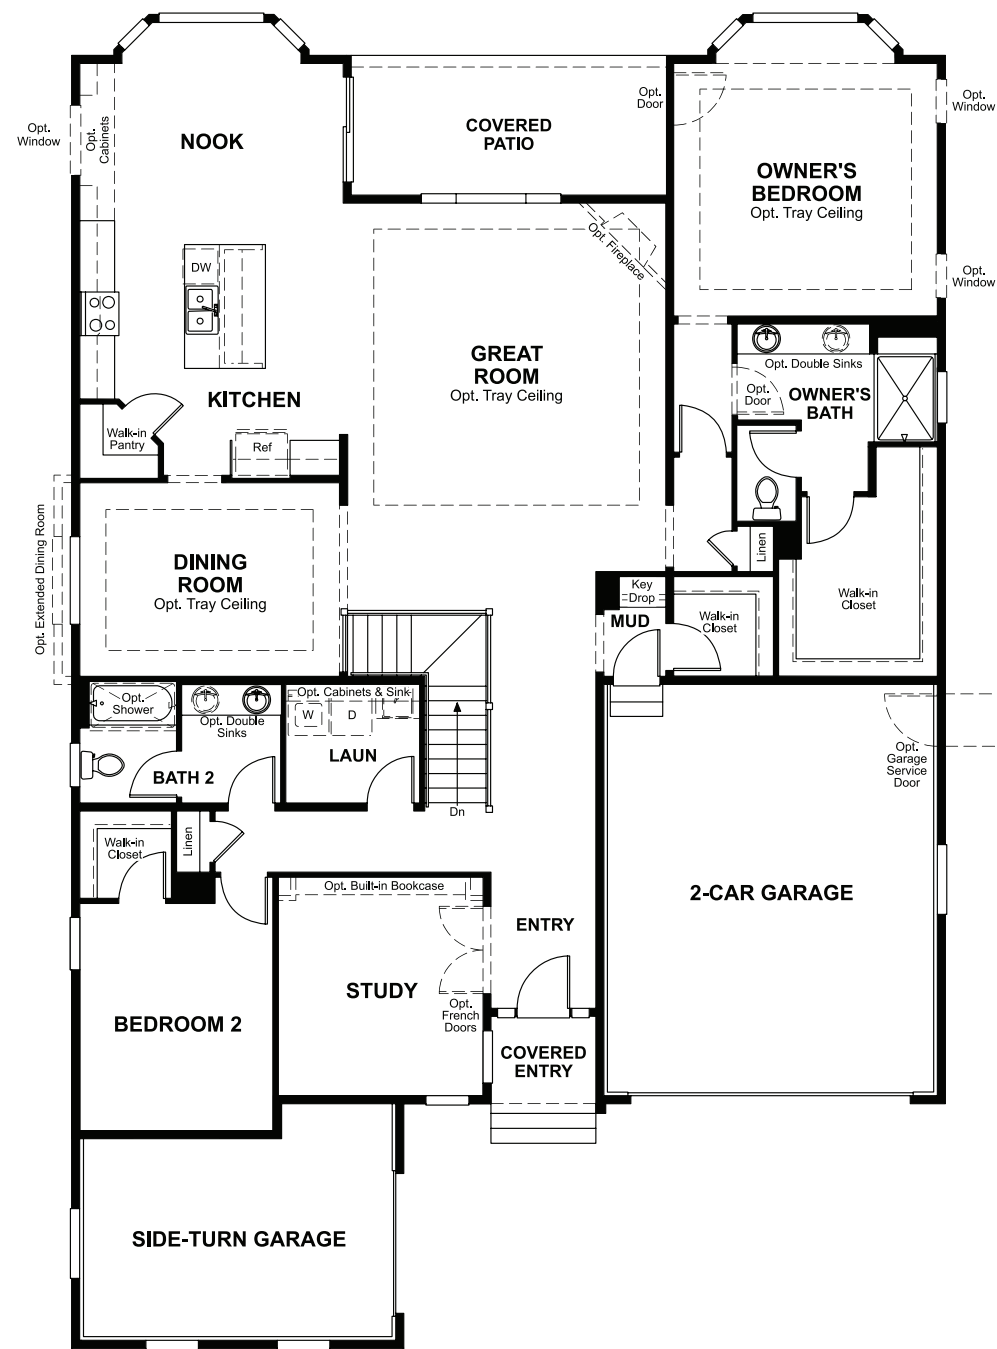 Opt.
Window
Opt.
Cabinets
NOOK
COVERED
PATIO
Opt.
Door
OWNER'S
BEDROOM
Opt. Tray Ceiling
Opt.
Window
Opt.
Window
DW
Opt. Fireplace
GREAT
ROOM
Opt. Tray Ceiling
KITCHEN
Walk-in
Pantry
Ref
Opt. Double Sinks
Opt.
Door
OWNER'S
BATH
Linen
Walk-in
Closet
Opt. Extended Dining Room
DINING
ROOM
Opt. Tray Ceiling
Key
Drop
MUD
Walk-in
Closet
Opt.
Shower
Opt. Double
Sinks
BATH 2
Opt. Cabinets & Sink
W
D
LAUN
Dn
Opt.
Garage
Service
Door
Walk-in
Closet
Linen
Opt. Built-in Bookcase
2-CAR GARAGE
ENTRY
STUDY
Opt.
French
Doors
BEDROOM 2
COVERED
ENTRY
SIDE-TURN GARAGE